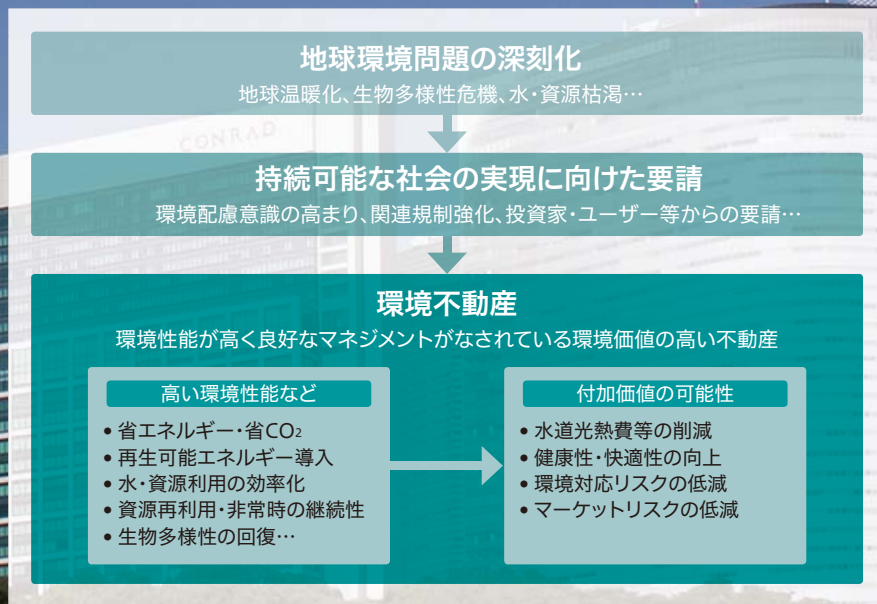 地球環境問題の深刻化
地球温暖化、生物多様性危機、水・資源枯渇…
CONRAD
持続可能な社会の実現に向けた要請
環境配慮意識の高まり、関連規制強化、投資家・ユーザー等からの要請…
環境不動産
環境性能が高く良好なマネジメントがなされている環境価値の高い不動産
高い環境性能など
• 省エネルギー・省CO₂
• 再生可能エネルギー導入
• 水・資源利用の効率化
• 資源再利用・非常時の継続性
• 生物多様性の回復…
付加価値の可能性
• 水道光熱費等の削減
• 健康性・快適性の向上
• 環境対応リスクの低減
• マーケットリスクの低減